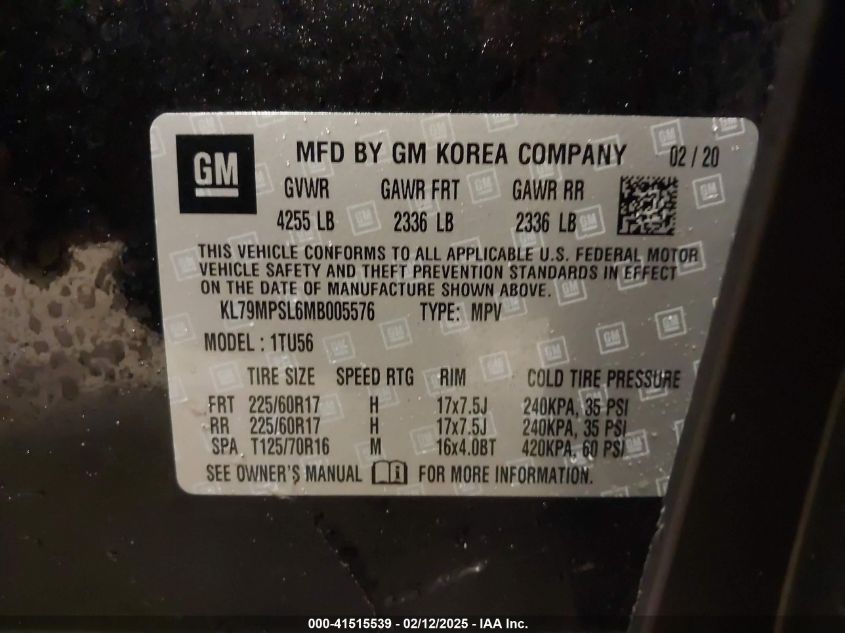 GM
MFD BY GM KOREA COMPANY 02 / 20
GVWR GAWR FRT GAWR RR
4255 LB 2336 LB 2336 LB
THIS VEHICLE CONFORMS TO ALL APPLICABLE U.S. FEDERAL MOTOR
VEHICLE SAFETY AND THEFT PREVENTION STANDARDS IN EFFECT
ON THE DATE OF MANUFACTURE SHOWN ABOVE.
KL79MPSL6MB005576 TYPE: MPV
MODEL : 1TU56
TIRE SIZE SPEED RTG RIM COLD TIRE PRESSURE
FRT 225/60R17 H 17x7.5J 240KPA, 35 PSI
RR 225/60R17 H 17x7.5J 240KPA, 35 PSI
SPA T125/70R16 M 16x4.0BT 420KPA, 60 PSI
SEE OWNER'S MANUAL FOR MORE INFORMATION.
000-41515539 - 02/12/2025 - IAA Inc.